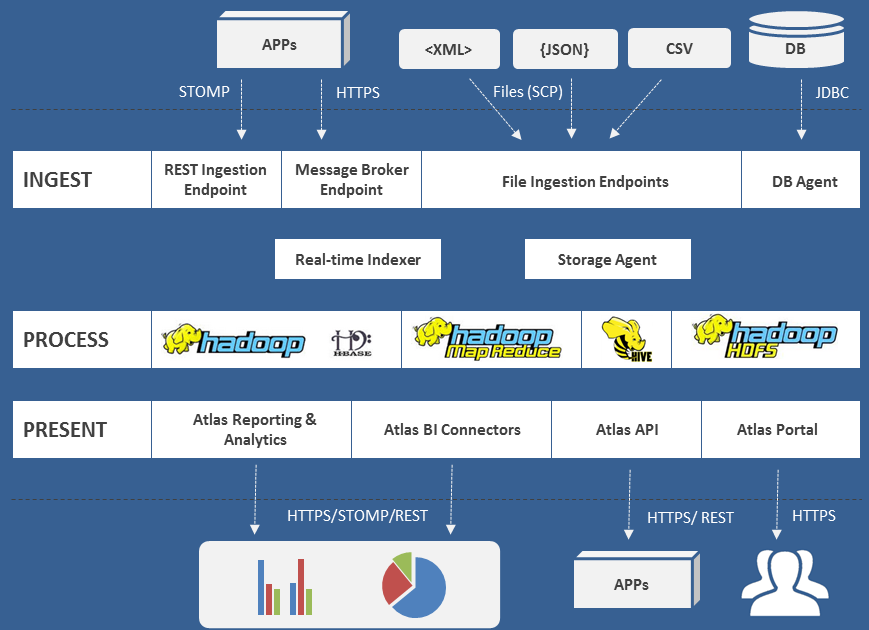 APPs
<XML>
{JSON}
CSV
DB
STOMP
HTTPS
Files (SCP)
JDBC
INGEST
REST Ingestion
Endpoint
Message Broker
Endpoint
File Ingestion Endpoints
DB Agent
Real-time Indexer
Storage Agent
PROCESS
hadoop
H-BASE
hadoop
Map Reduce
HIVE
hadoop
HDFS
PRESENT
Atlas Reporting &
Analytics
Atlas BI Connectors
Atlas API
Atlas Portal
HTTPS/STOMP/REST
HTTPS/ REST
HTTPS
APPs